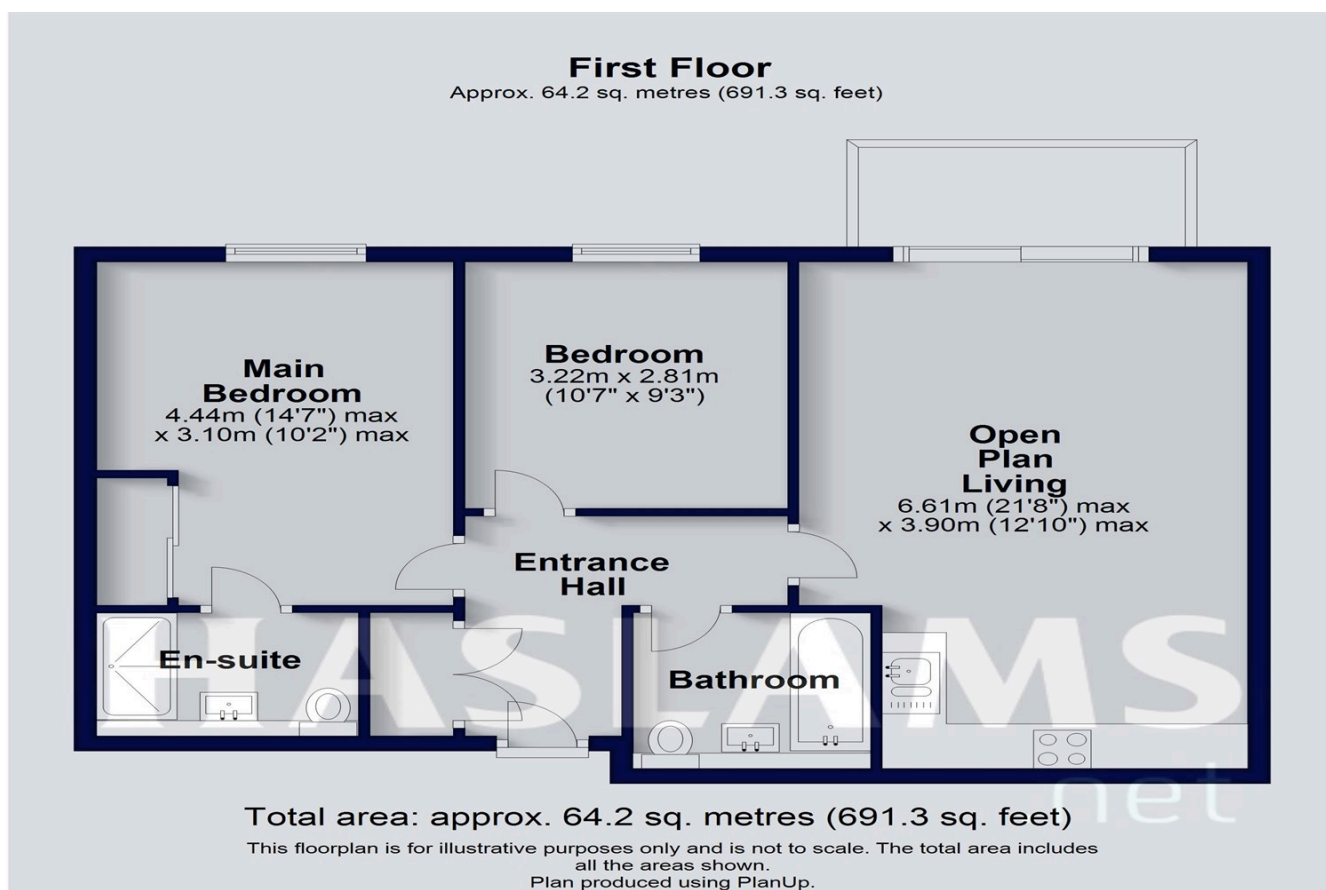 First Floor
Approx. 64.2 sq. metres (691.3 sq. feet)
Main
Bedroom
4.44m (14'7") max
x 3.10m (10'2") max
Bedroom
3.22m x 2.81m
(10'7" x 9'3")
Open
Plan
Living
6.61m (21'8") max
x 3.90m (12'10") max
Entrance
Hall
En-suite
Bathroom
HASLAMS
net
Total area: approx. 64.2 sq. metres (691.3 sq. feet)
This floorplan is for illustrative purposes only and is not to scale. The total area includes
all the areas shown.
Plan produced using PlanUp.